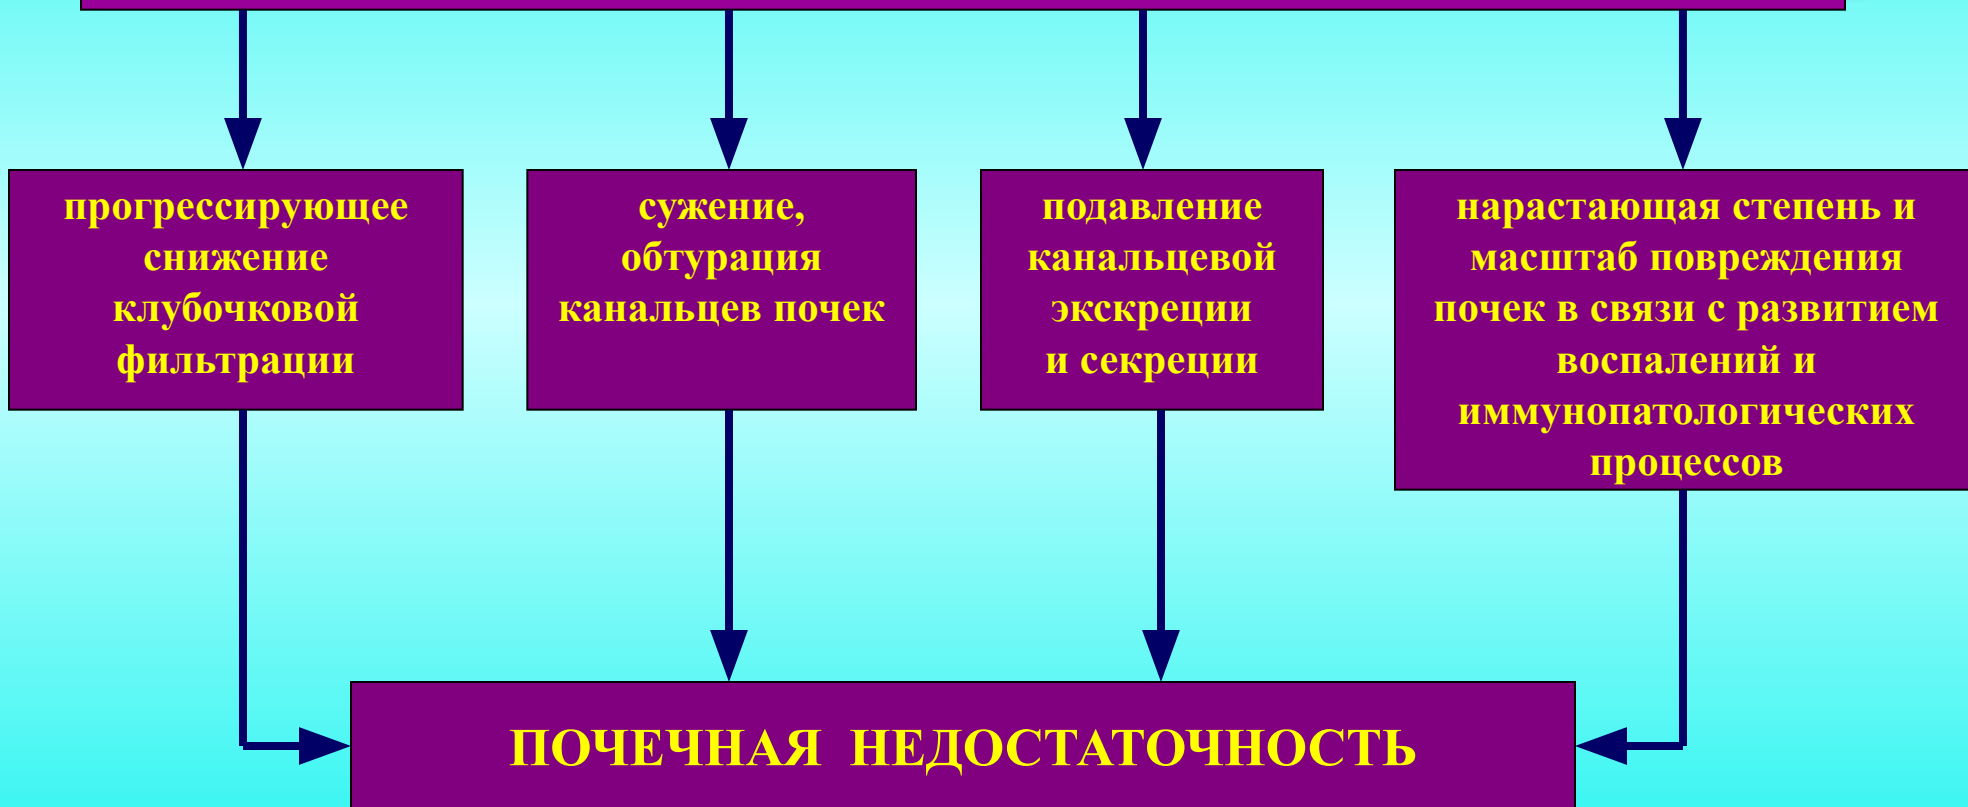 прогрессирующее
снижение
клубочковой
фильтрации
сужение,
обтурация
канальцев почек
подавление
канальцевой
экскреции
и секреции
нарастающая степень и
масштаб повреждения
почек в связи с развитием
воспалений и
иммунопатологических
процессов
ПОЧЕЧНАЯ НЕДОСТАТОЧНОСТЬ